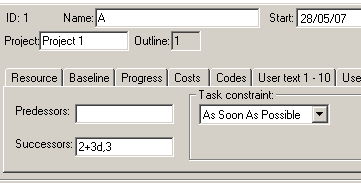 ID: 1 Name: A Start: 28/05/07
Project: Project 1 Outline: 1
Resource Baseline Progress Costs Codes User text 1 - 10 Use
Task constraint:
Predessors: As Soon As Possible
Successors: 2+3d,3